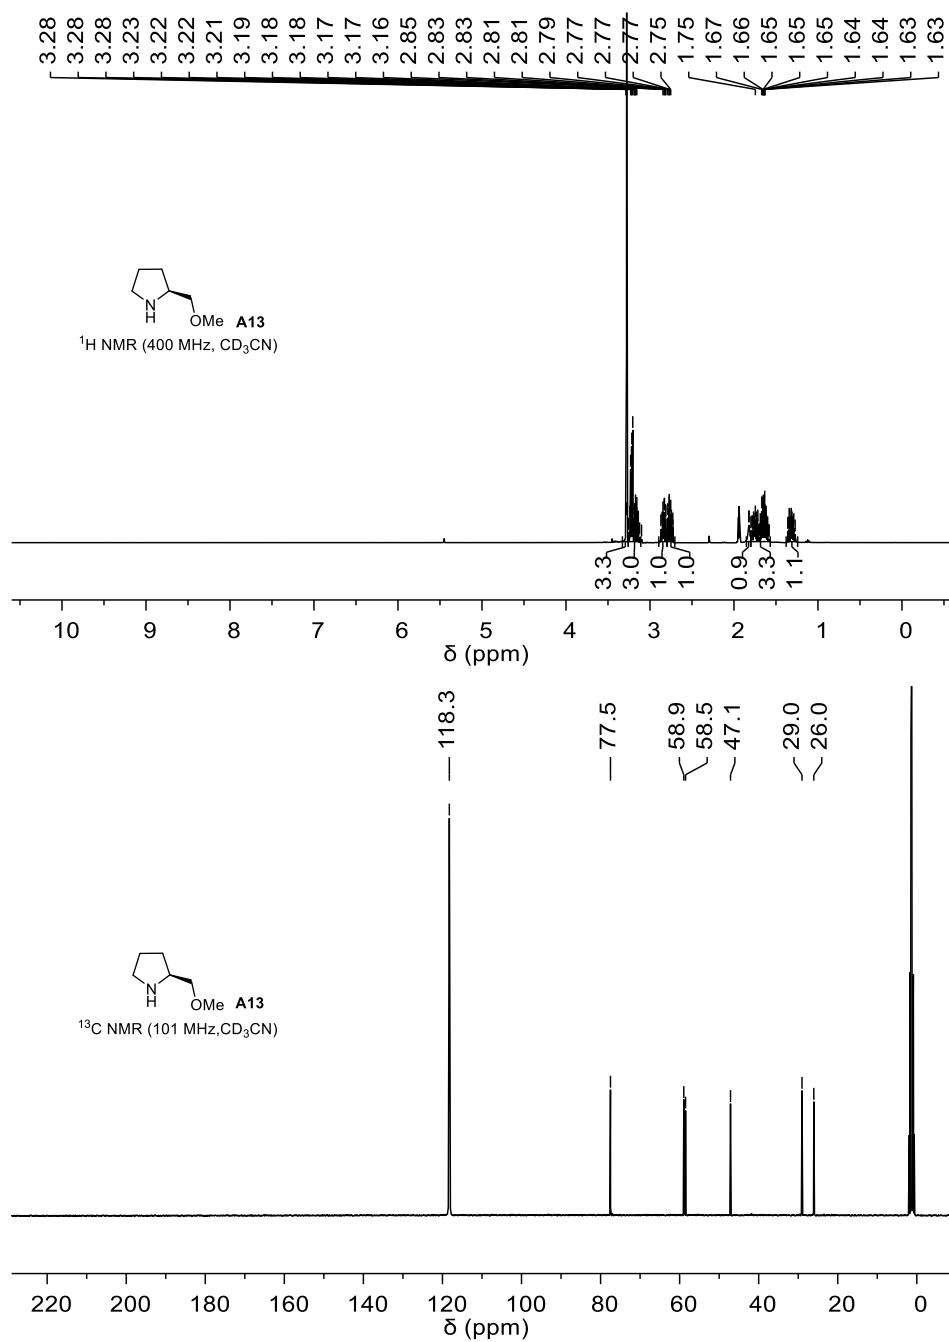 3.28 3.28 3.28 3.23 3.22 3.22 3.21 3.19 3.18 3.18 3.17 3.17 3.16 2.85 2.83 2.83 2.81 2.81 2.79 2.77 2.77 2.77 2.75 1.75 1.67 1.66 1.65 1.65 1.65 1.64 1.64 1.63 1.63
N
H
OMe A13
¹H NMR (400 MHz, CD₃CN)
3.3 3.0 1.0 1.0 0.9 3.3 1.1
10 9 8 7 6 5 4 3 2 1 0
δ (ppm)
118.3 77.5 58.9 58.5 47.1 29.0 26.0
N
H
OMe A13
¹³C NMR (101 MHz,CD₃CN)
220 200 180 160 140 120 100 80 60 40 20 0
δ (ppm)